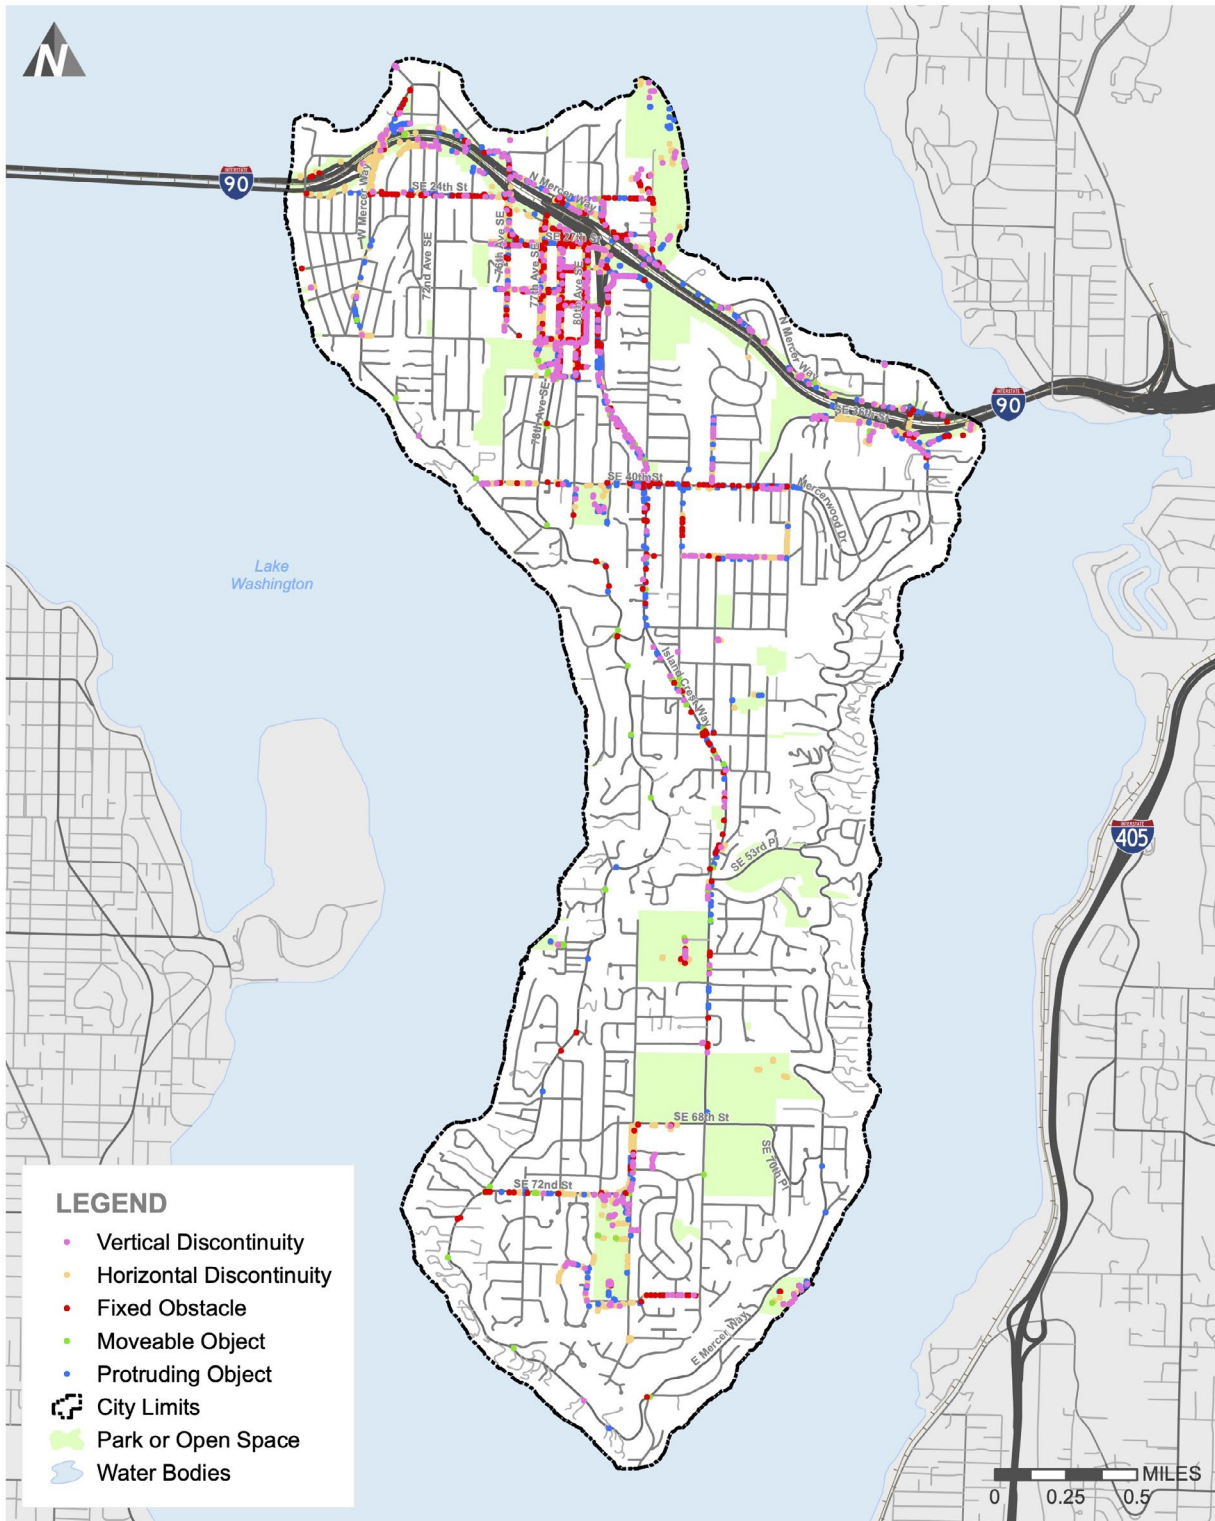 N
INTERSTATE
90
SE 24th St
W Mercer Way
72nd Ave SE
N Mercer Way
SE 27th St
76th Ave SE
77th Ave SE
80th Ave SE
N Mercer Way
INTERSTATE
90
SE 36th St
78th Ave SE
SE 40th St
Mercerwood Dr
Lake
Washington
Island Crest Way
SE 53rd Pl
INTERSTATE
405
SE 68th St
SE 70th Pl
SE 72nd St
E Mercer Way
LEGEND
Vertical Discontinuity
Horizontal Discontinuity
Fixed Obstacle
Moveable Object
Protruding Object
City Limits
Park or Open Space
Water Bodies
MILES
0 0.25 0.5